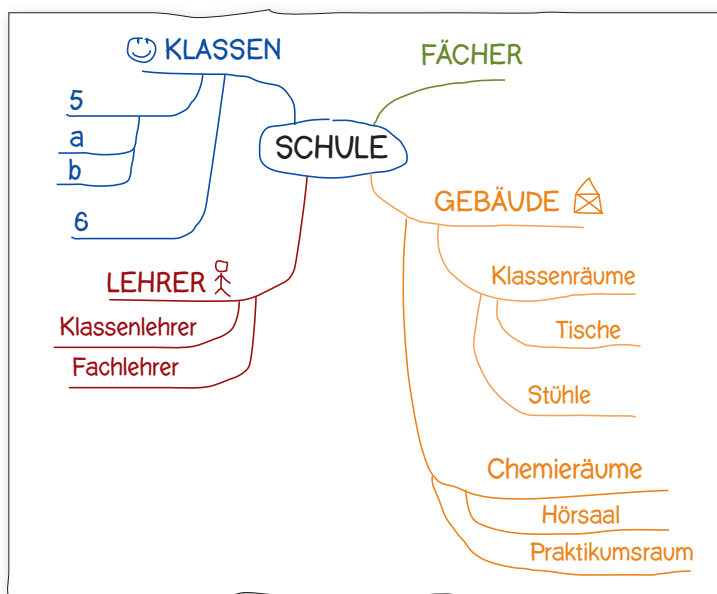 KLASSEN
5
a
b
6
SCHULE
FÄCHER
GEBÄUDE
Klassenräume
Tische
Stühle
Chemieräume
Hörsaal
Praktikumsraum
LEHRER
Klassenlehrer
Fachlehrer